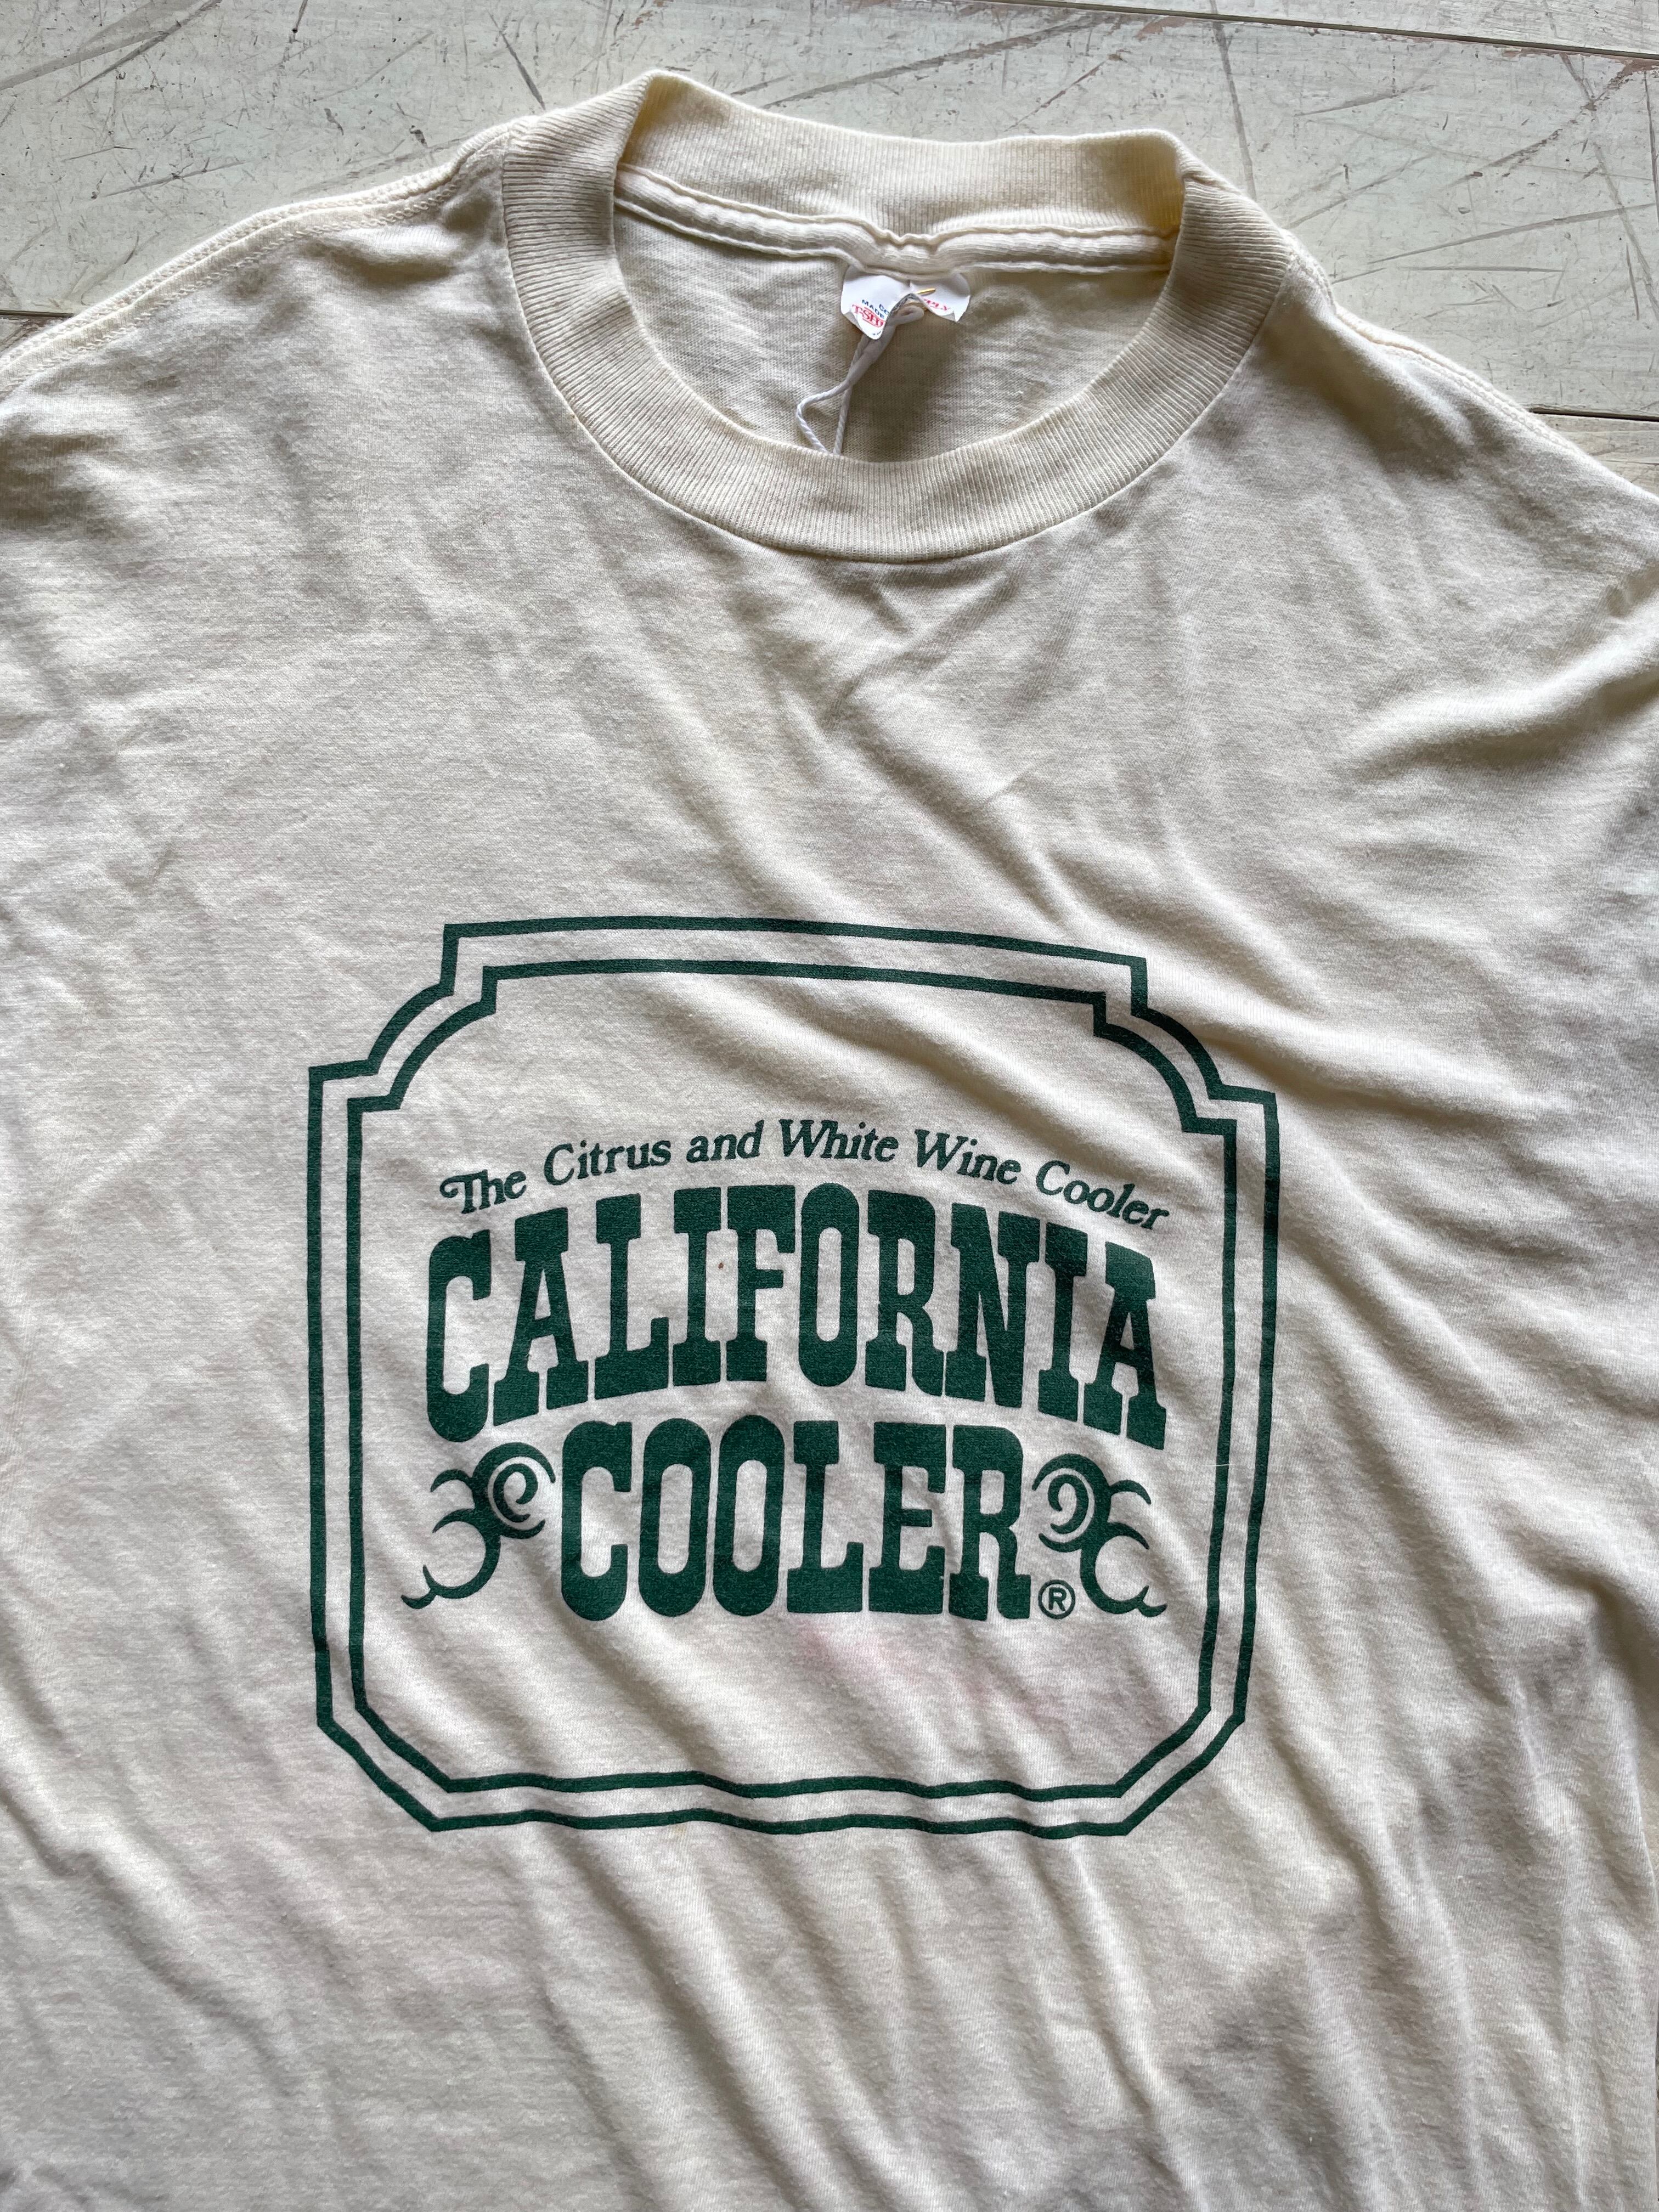 The Citrus and White Wine Cooler
CALIFORNIA
COOLER®